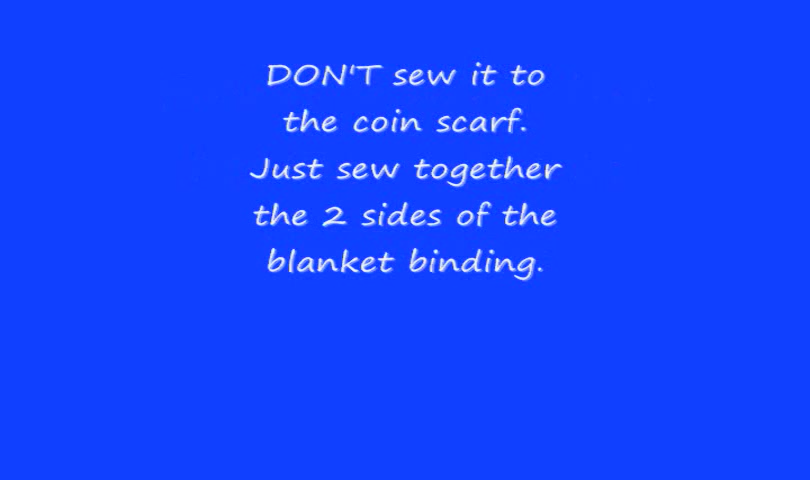 DON'T sew it to
the coin scarf.
Just sew together
the 2 sides of the
blanket binding.